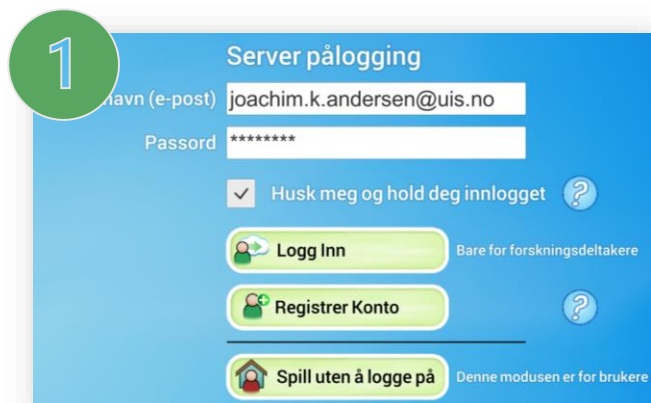 1
Server pålogging
navn (e-post) joachim.k.andersen@uis.no
Passord ********
Husk meg og hold deg innlogget ?
Logg Inn Bare for forskningsdeltakere
Registrer Konto ?
Spill uten å logge på Denne modusen er for brukere